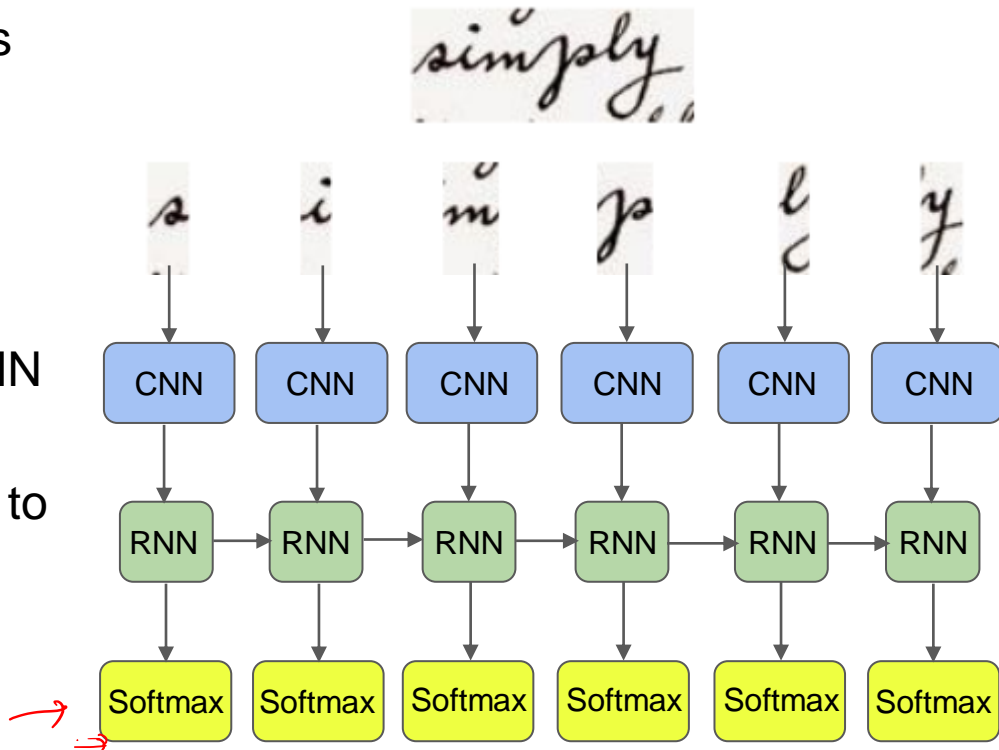 s
simply
s i m p l y
NN
CNN CNN CNN CNN CNN CNN
to
RNN RNN RNN RNN RNN RNN
Softmax Softmax Softmax Softmax Softmax Softmax